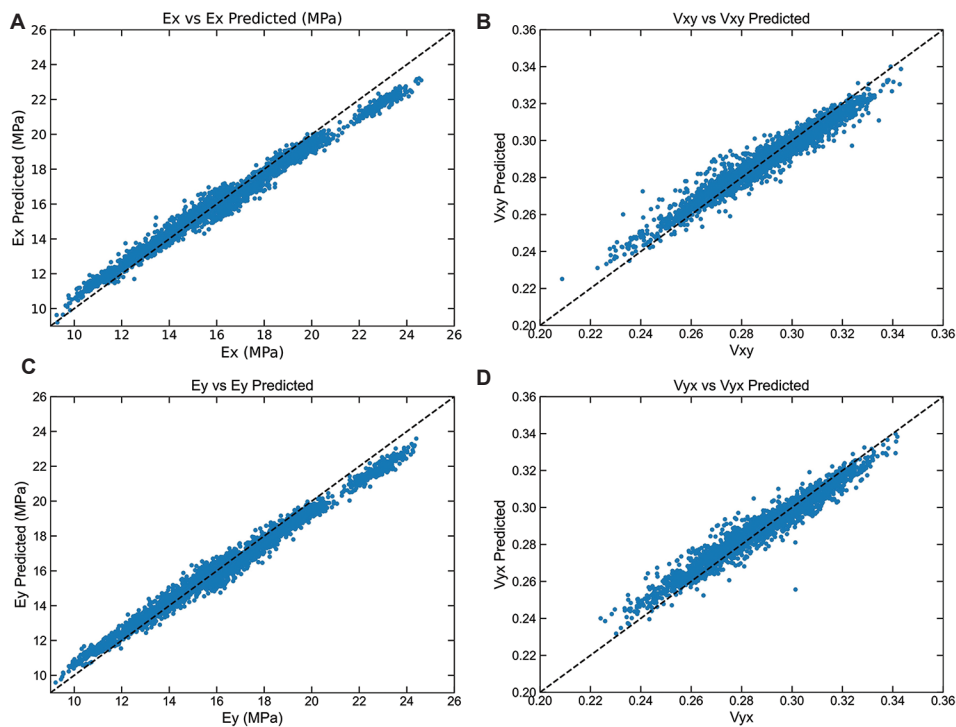 A
Ex vs Ex Predicted (MPa)
26
24
22
20
18
16
14
12
10
Ex Predicted (MPa)
10 12 14 16 18 20 22 24 26
Ex (MPa)
B
Vxy vs Vxy Predicted
0.36
0.34
0.32
0.30
0.28
0.26
0.24
0.22
0.20
Vxy Predicted
0.20 0.22 0.24 0.26 0.28 0.30 0.32 0.34 0.36
Vxy
C
Ey vs Ey Predicted
26
24
22
20
18
16
14
12
10
Ey Predicted (MPa)
10 12 14 16 18 20 22 24 26
Ey (MPa)
D
Vyx vs Vyx Predicted
0.36
0.34
0.32
0.30
0.28
0.26
0.24
0.22
0.20
Vyx Predicted
0.20 0.22 0.24 0.26 0.28 0.30 0.32 0.34 0.36
Vyx